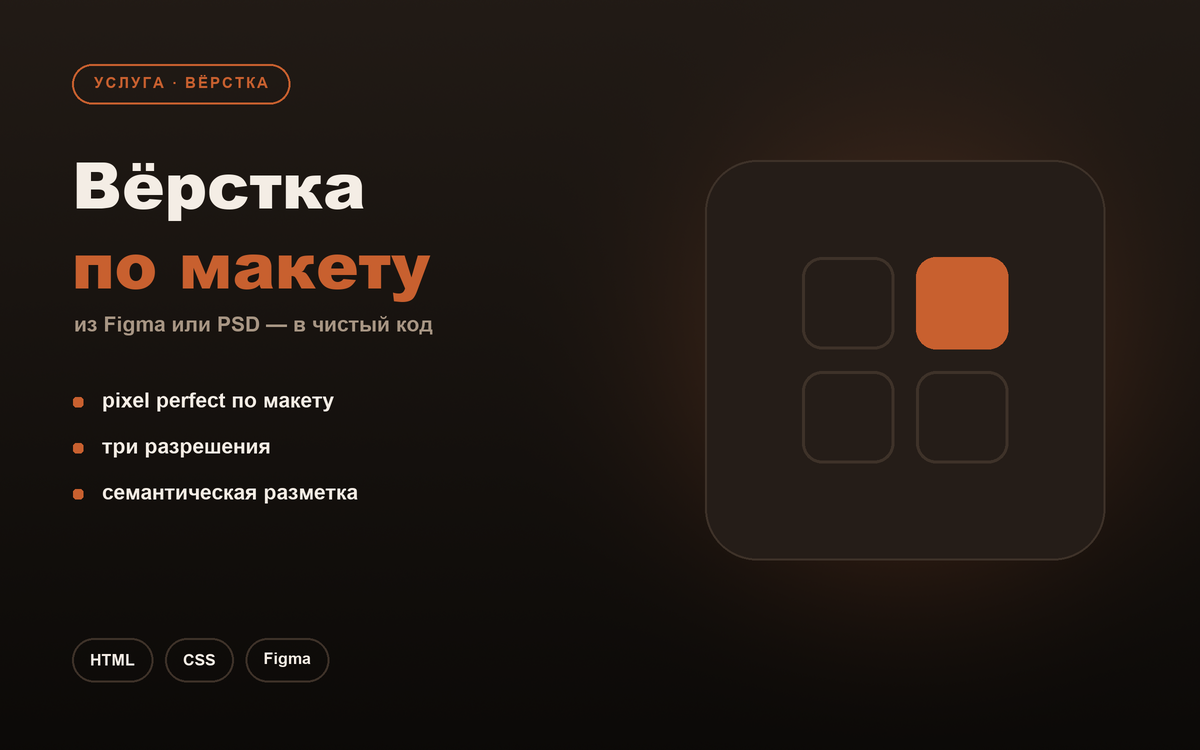 УСЛУГА · ВЁРСТКА
Вёрстка
по макету
из Figma или PSD — в чистый код
pixel perfect по макету
три разрешения
семантическая разметка
HTML CSS Figma